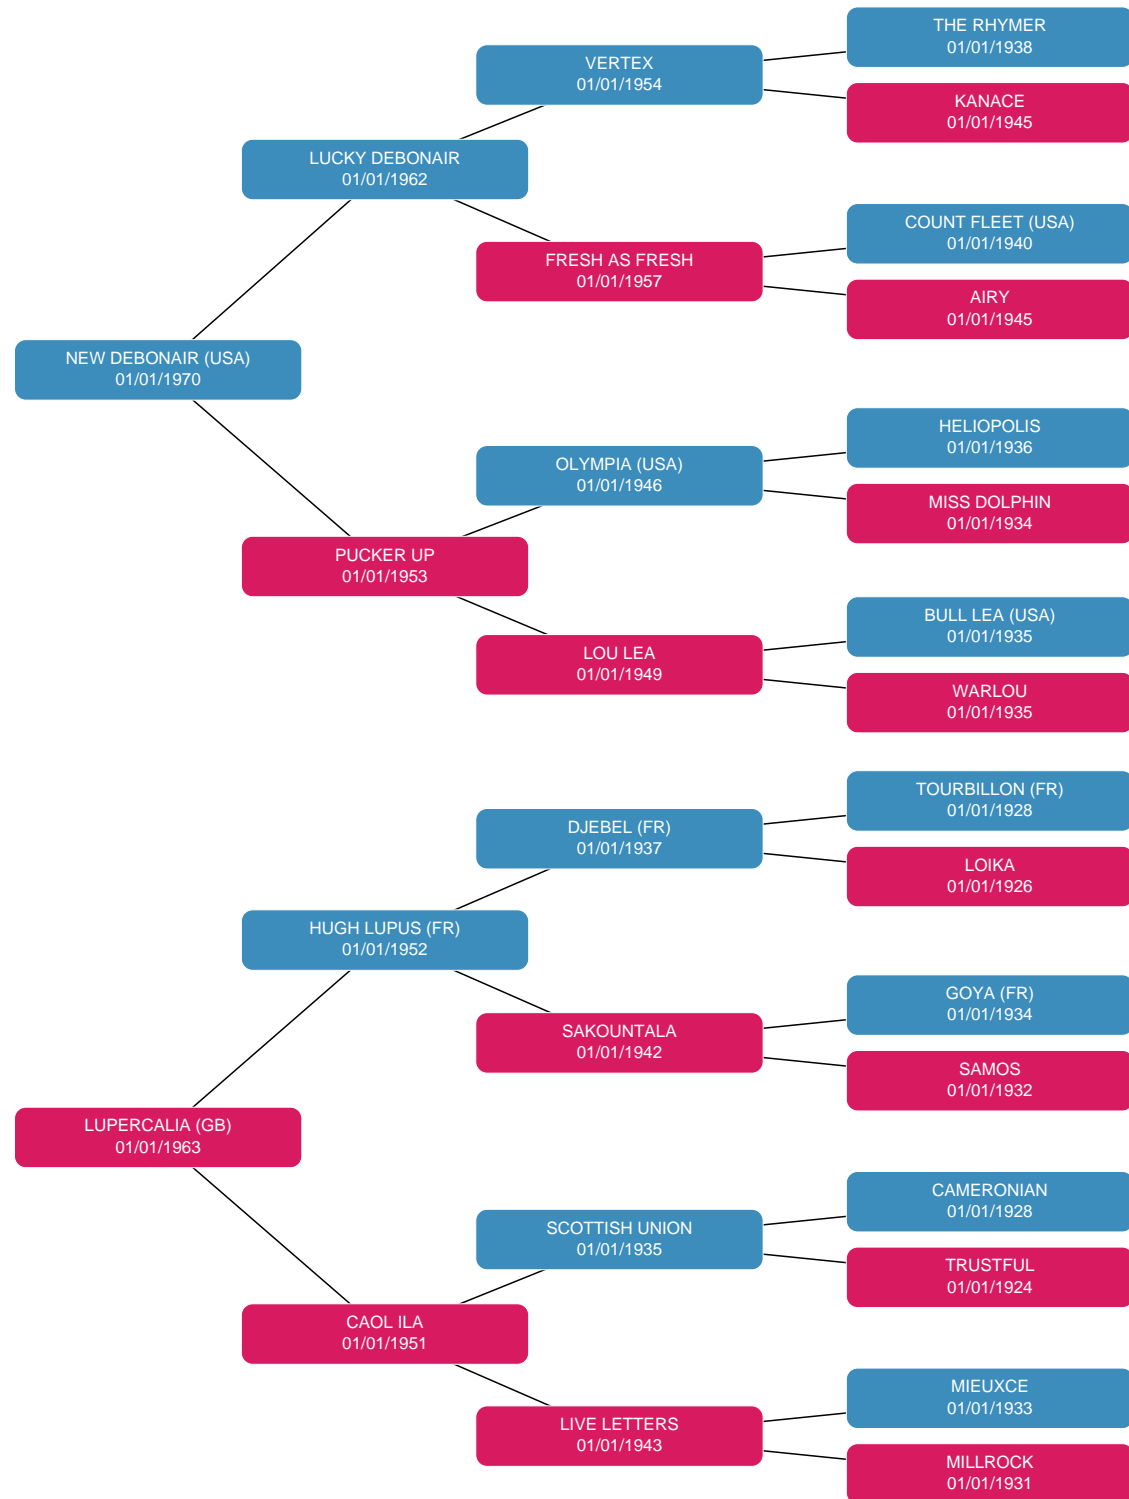 THE RHYMER
01/01/1938
VERTEX
01/01/1954
KANACE
01/01/1945
LUCKY DEBONAIR
01/01/1962
COUNT FLEET (USA)
01/01/1940
FRESH AS FRESH
01/01/1957
AIRY
01/01/1945
NEW DEBONAIR (USA)
01/01/1970
HELIOPOLIS
01/01/1936
OLYMPIA (USA)
01/01/1946
MISS DOLPHIN
01/01/1934
PUCKER UP
01/01/1953
BULL LEA (USA)
01/01/1935
LOU LEA
01/01/1949
WARLOU
01/01/1935
TOURBILLON (FR)
01/01/1928
DJEBEL (FR)
01/01/1937
LOIKA
01/01/1926
HUGH LUPUS (FR)
01/01/1952
GOYA (FR)
01/01/1934
SAKOUNTALA
01/01/1942
SAMOS
01/01/1932
LUPERCALIA (GB)
01/01/1963
CAMERONIAN
01/01/1928
SCOTTISH UNION
01/01/1935
TRUSTFUL
01/01/1924
CAOL ILA
01/01/1951
MIEUXCE
01/01/1933
LIVE LETTERS
01/01/1943
MILLROCK
01/01/1931